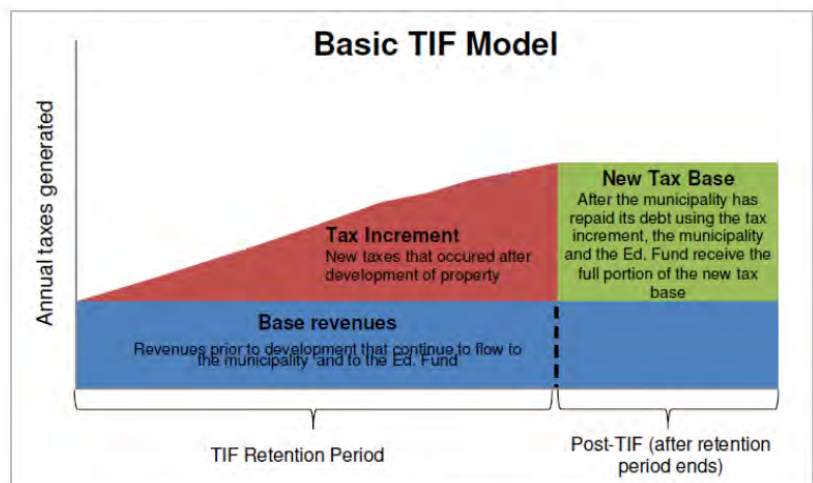 Basic TIF Model
Annual taxes generated
Tax Increment
New taxes that occured after
development of property
New Tax Base
After the municipality has
repaid its debt using the tax
increment, the municipality
and the Ed. Fund receive the
full portion of the new tax
base
Base revenues
Revenues prior to development that continue to flow to
the municipality and to the Ed. Fund
TIF Retention Period
Post-TIF (after retention
period ends)